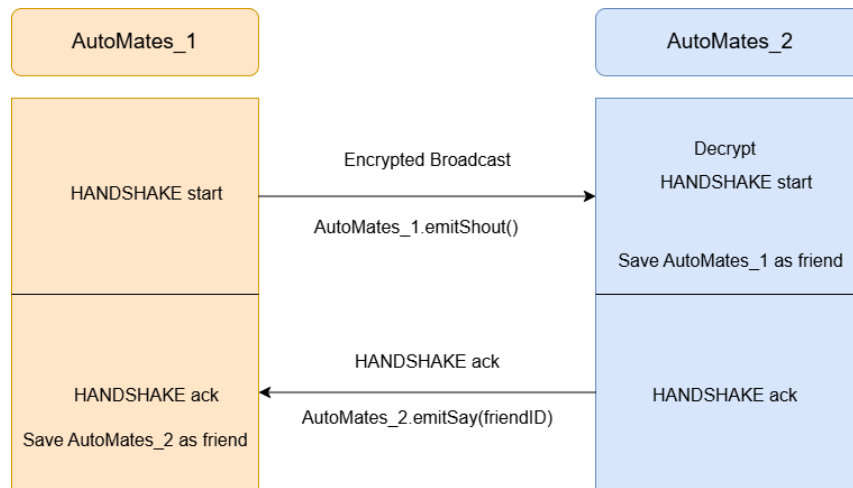 AutoMates_1
AutoMates_2
HANDSHAKE start
Encrypted Broadcast
AutoMates_1.emitShout()
Decrypt
HANDSHAKE start
Save AutoMates_1 as friend
HANDSHAKE ack
Save AutoMates_2 as friend
HANDSHAKE ack
AutoMates_2.emitSay(friendID)
HANDSHAKE ack